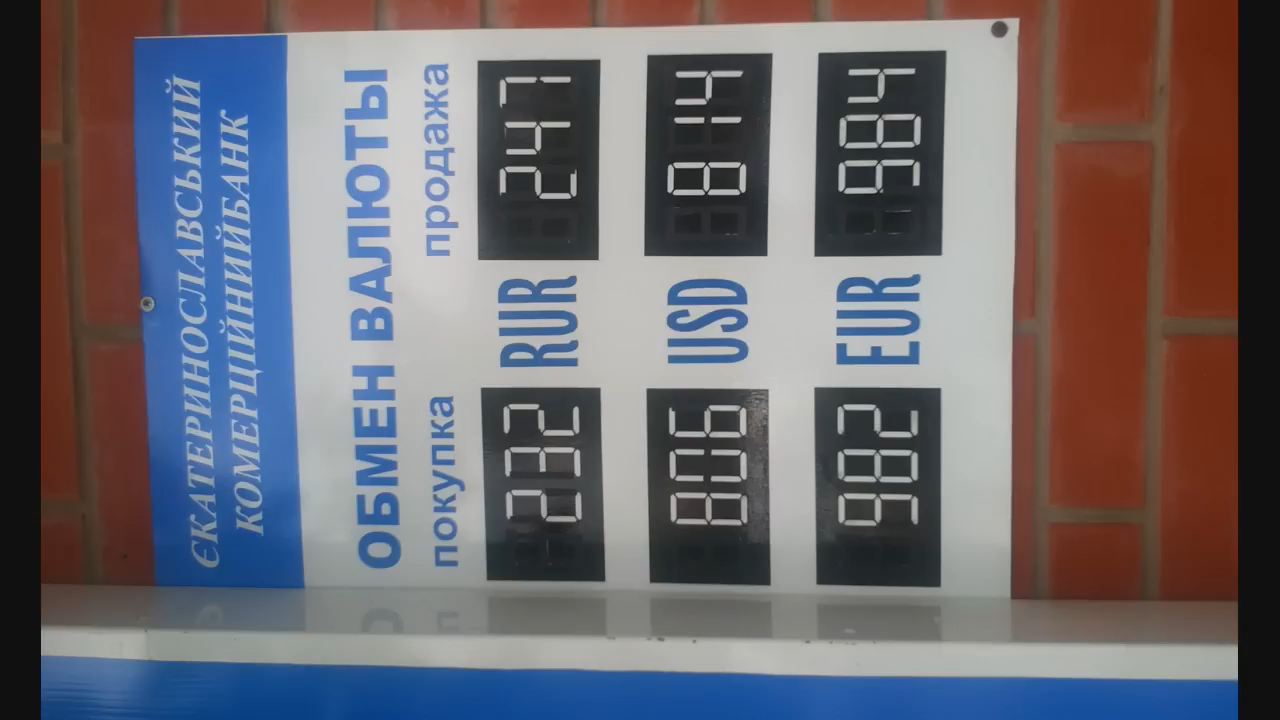 ЄКАТЕРИНОСЛАВСЬКИЙ
КОМЕРЦІЙНИЙБАНК
ОБМЕН ВАЛЮТЫ
покупка продажа
232 RUR 247
806 USD 814
982 EUR 984